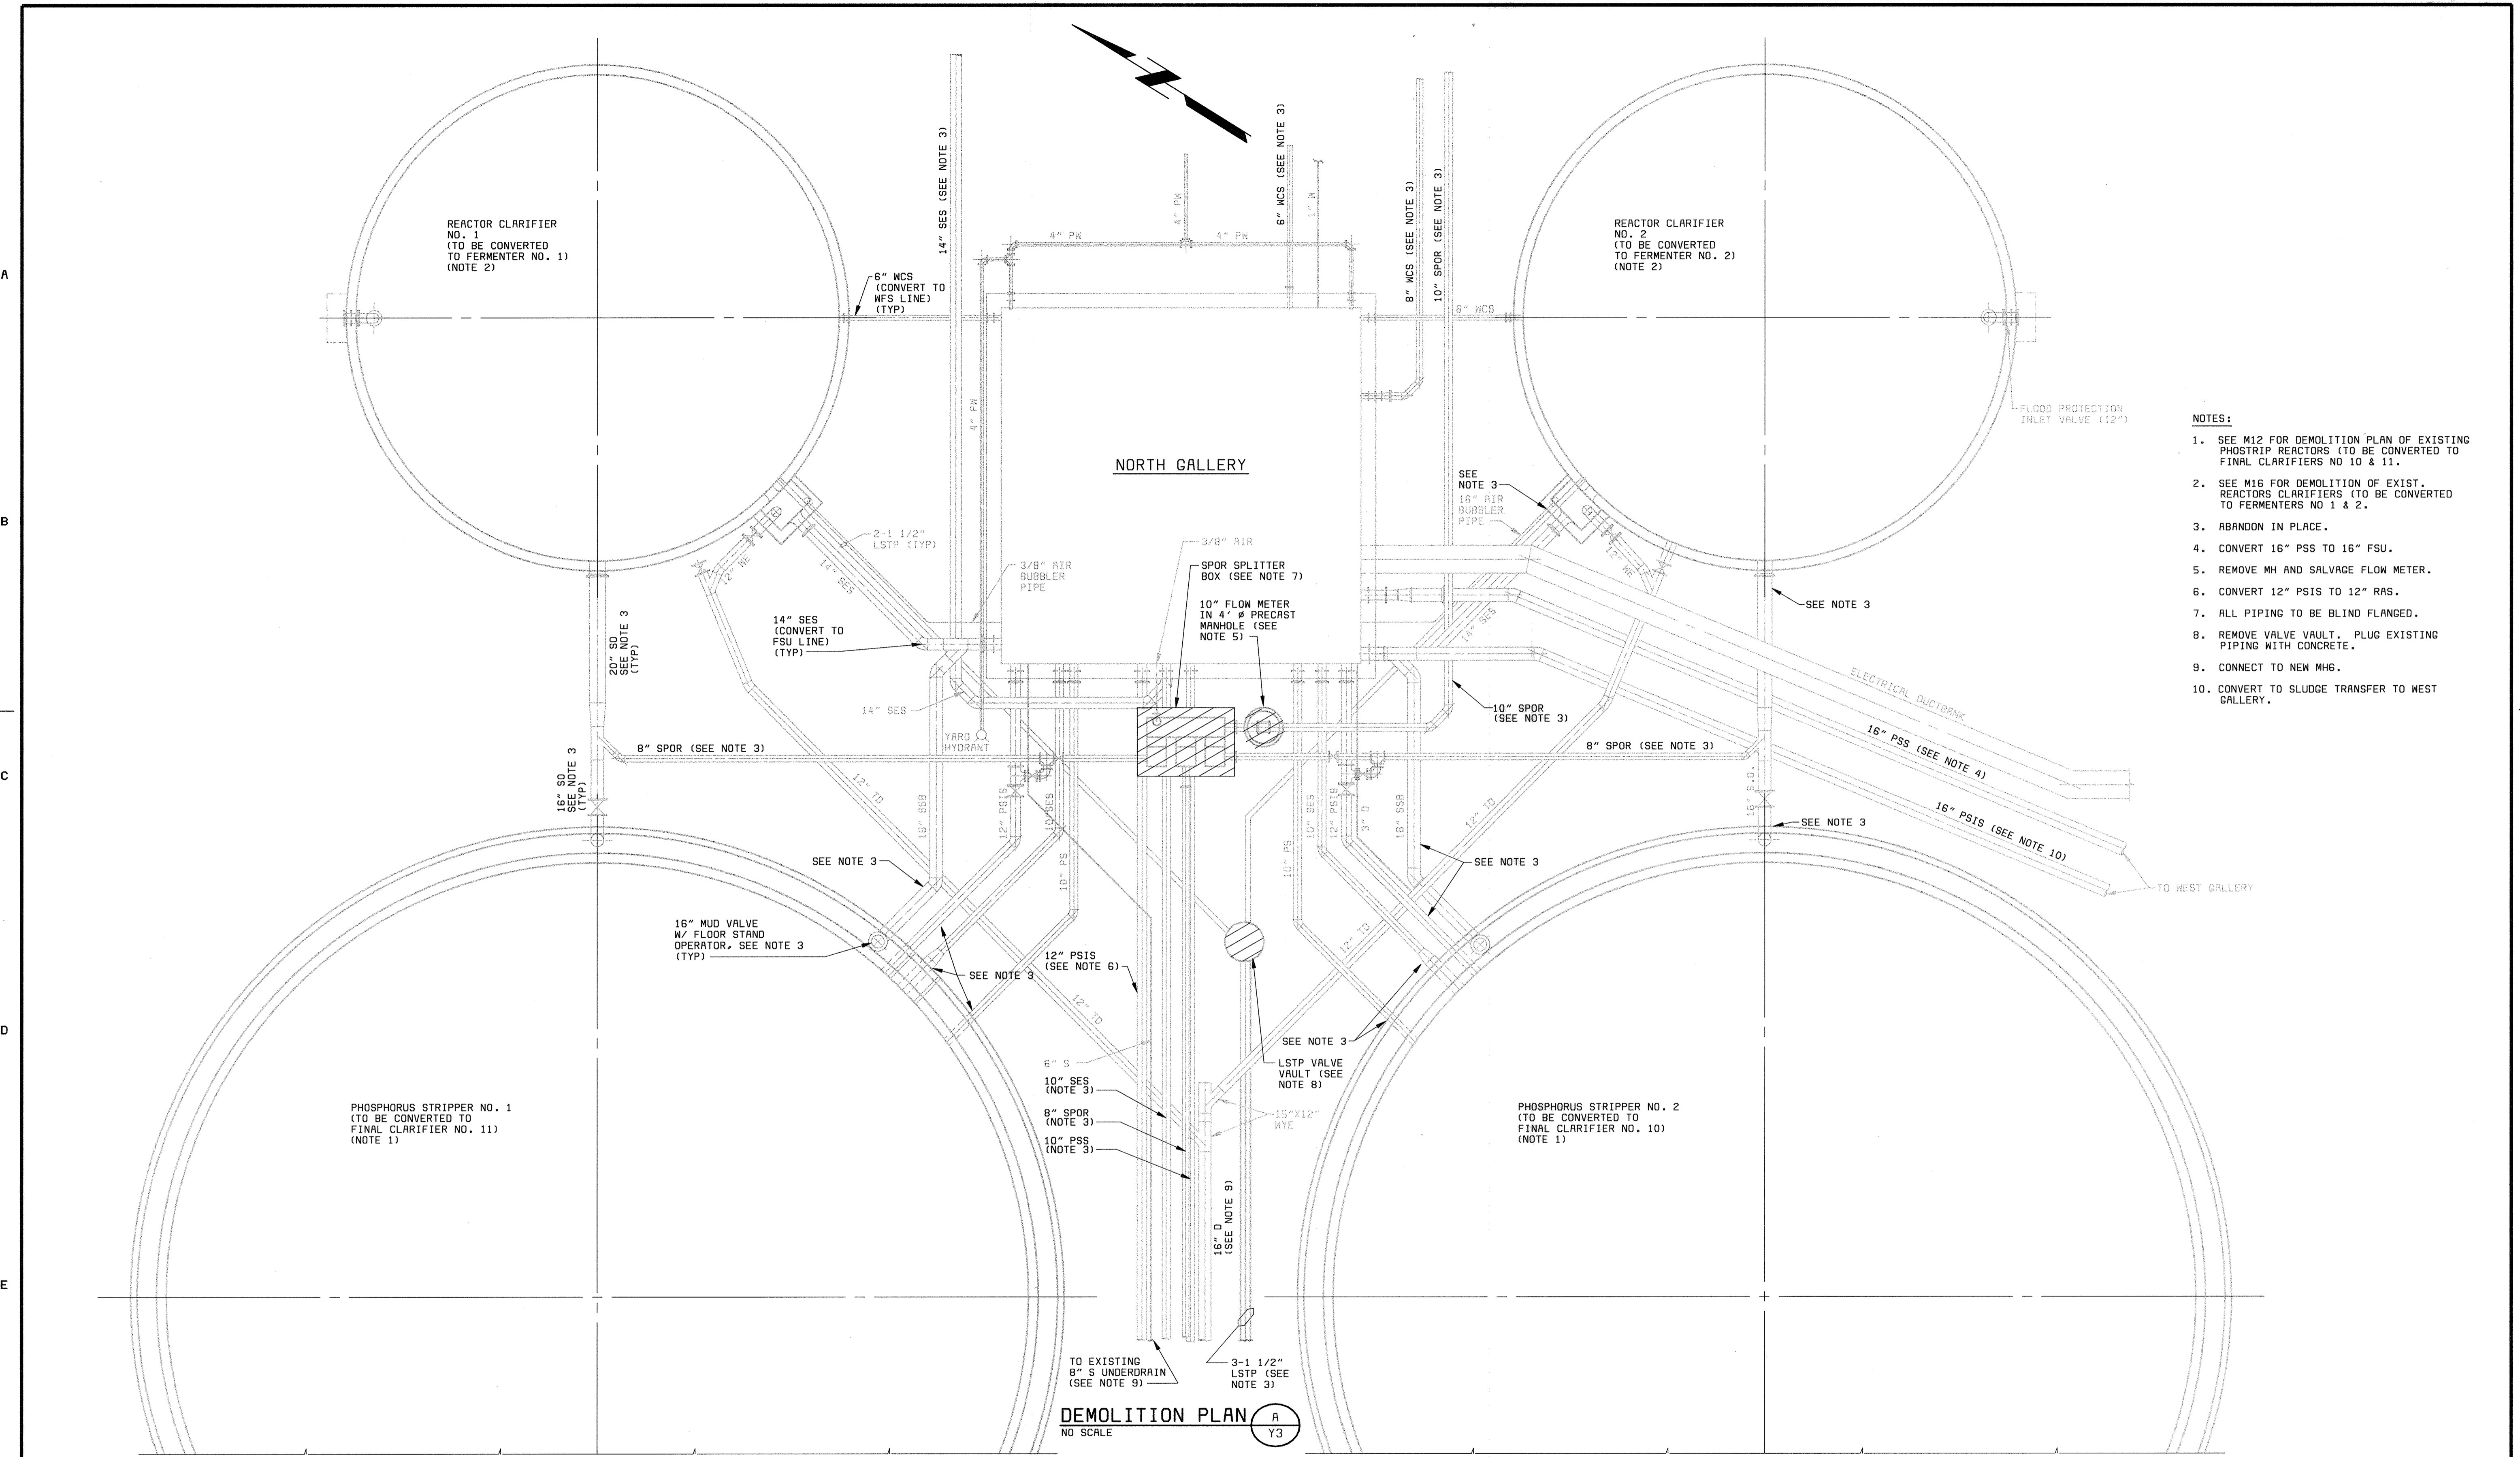 14" SES (SEE NOTE 3)
6" WCS (SEE NOTE 3)
1" W
8" WCS (SEE NOTE 3)
10" SPOR (SEE NOTE 3)
4" PW
4" PW
4" PW
4" PW
REACTOR CLARIFIER
NO. 1
(TO BE CONVERTED
TO FERMENTER NO. 1)
(NOTE 2)
REACTOR CLARIFIER
NO. 2
(TO BE CONVERTED
TO FERMENTER NO. 2)
(NOTE 2)
A
6" WCS
(CONVERT TO
WFS LINE)
(TYP)
6" WCS
FLOOD PROTECTION
INLET VALVE (12")
NOTES:
1. SEE M12 FOR DEMOLITION PLAN OF EXISTING
PHOSTRIP REACTORS (TO BE CONVERTED TO
FINAL CLARIFIERS NO 10 & 11.
2. SEE M16 FOR DEMOLITION OF EXIST.
REACTORS CLARIFIERS (TO BE CONVERTED
TO FERMENTERS NO 1 & 2.
3. ABANDON IN PLACE.
4. CONVERT 16" PSS TO 16" FSU.
5. REMOVE MH AND SALVAGE FLOW METER.
6. CONVERT 12" PSIS TO 12" RAS.
7. ALL PIPING TO BE BLIND FLANGED.
8. REMOVE VALVE VAULT. PLUG EXISTING
PIPING WITH CONCRETE.
9. CONNECT TO NEW MH6.
10. CONVERT TO SLUDGE TRANSFER TO WEST
GALLERY.
NORTH GALLERY
SEE
NOTE 3
16" AIR
BUBBLER
PIPE
B
2-1 1/2"
LSTP (TYP)
12" WE
14" SES
3/8" AIR
BUBBLER
PIPE
3/8" AIR
SPOR SPLITTER
BOX (SEE NOTE 7)
10" FLOW METER
IN 4' Ø PRECAST
MANHOLE (SEE
NOTE 5)
12" WE
14" SES
SEE NOTE 3
14" SES
(CONVERT TO
FSU LINE)
(TYP)
20" SO
SEE NOTE 3
(TYP)
14" SES
YARD
HYDRANT
10" SPOR
(SEE NOTE 3)
ELECTRICAL DUCTBANK
16" PSS (SEE NOTE 4)
16" PSIS (SEE NOTE 10)
TO WEST GALLERY
8" SPOR (SEE NOTE 3)
8" SPOR (SEE NOTE 3)
C
16" SO
SEE NOTE 3
(TYP)
12" TD
16" SSB
12" PSIS
10" SES
10" PS
10" SES
12" PSIS
3" D
16" SSB
12" TD
10" PS
16" S.O.
SEE NOTE 3
SEE NOTE 3
SEE NOTE 3
16" MUD VALVE
W/ FLOOR STAND
OPERATOR, SEE NOTE 3
(TYP)
SEE NOTE 3
12" PSIS
(SEE NOTE 6)
12" TD
12" TD
D
SEE NOTE 3
6" S
10" SES
(NOTE 3)
8" SPOR
(NOTE 3)
10" PSS
(NOTE 3)
LSTP VALVE
VAULT (SEE
NOTE 8)
15"X12"
WYE
PHOSPHORUS STRIPPER NO. 1
(TO BE CONVERTED TO
FINAL CLARIFIER NO. 11)
(NOTE 1)
PHOSPHORUS STRIPPER NO. 2
(TO BE CONVERTED TO
FINAL CLARIFIER NO. 10)
(NOTE 1)
16" D
(SEE NOTE 9)
E
TO EXISTING
8" S UNDERDRAIN
(SEE NOTE 9)
3-1 1/2"
LSTP (SEE
NOTE 3)
DEMOLITION PLAN
NO SCALE
A
Y3